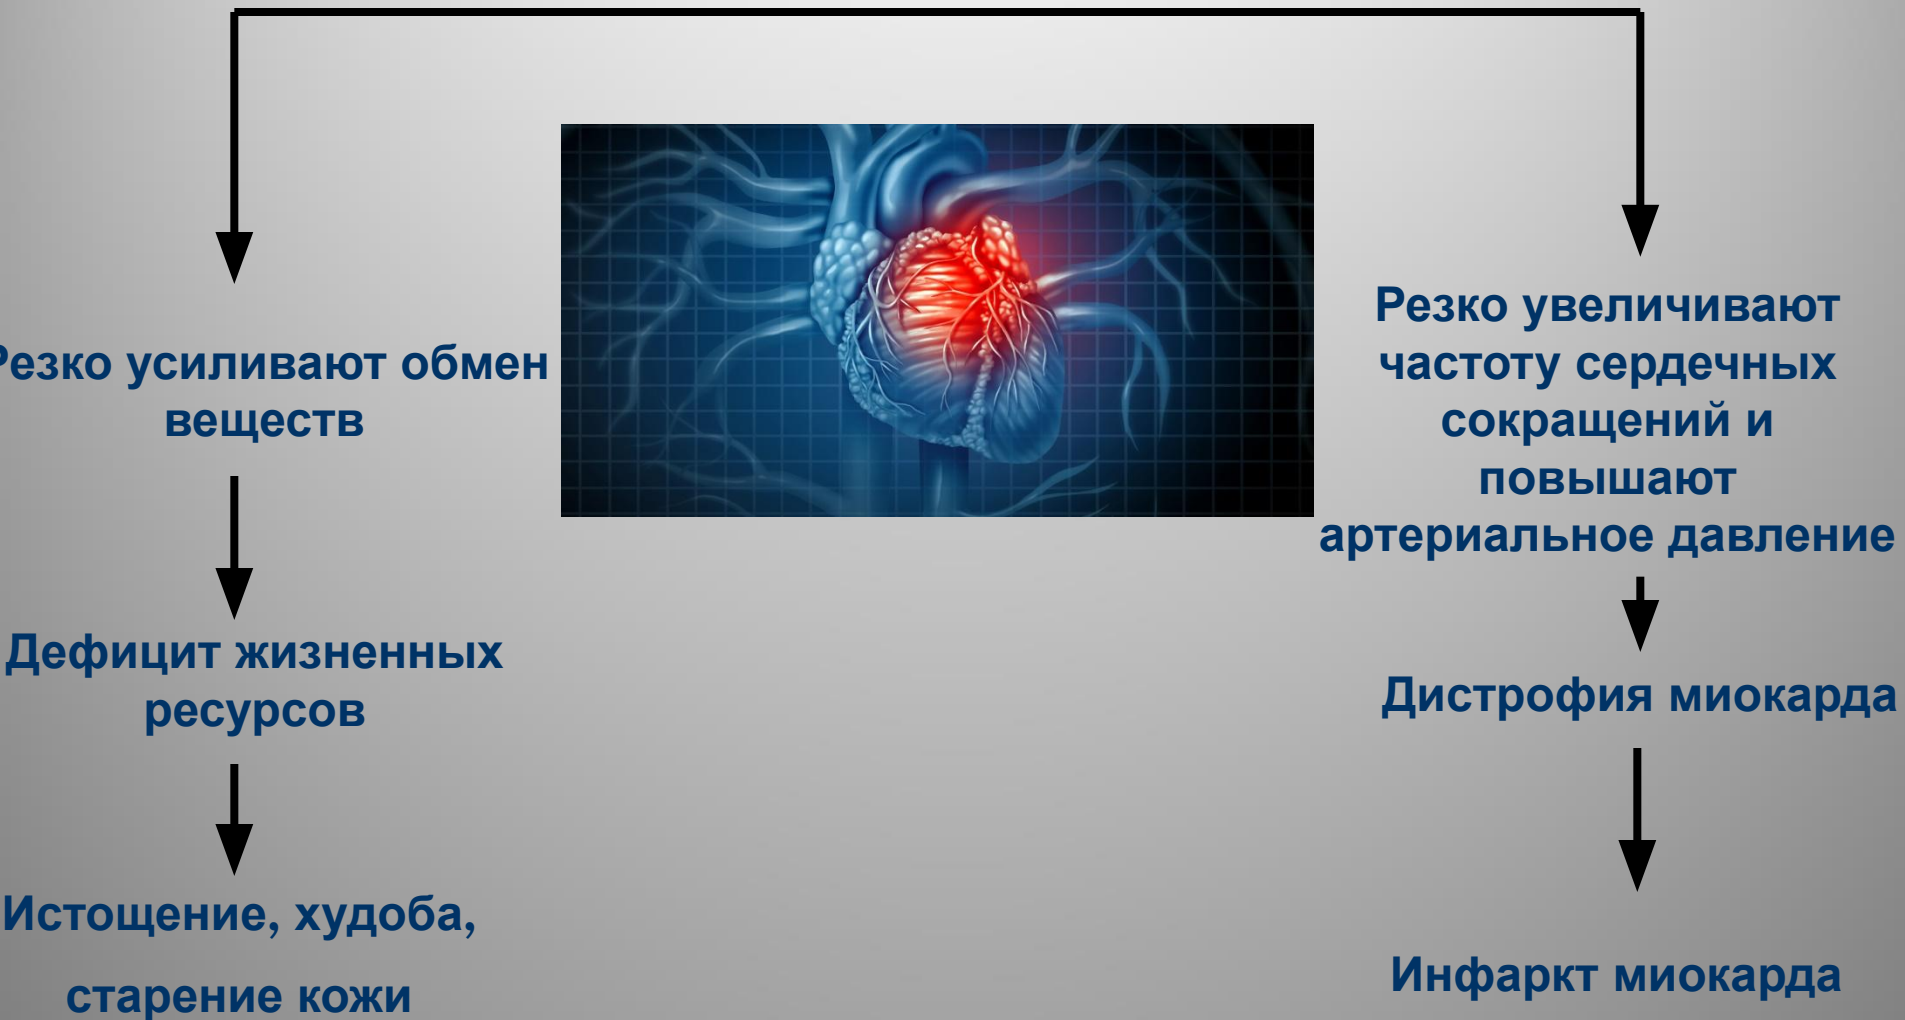 Резко усиливают обмен
веществ
Дефицит жизненных
ресурсов
Истощение, худоба,
старение кожи
Резко увеличивают
частоту сердечных
сокращений и
повышают
артериальное давление
Дистрофия миокарда
Инфаркт миокарда